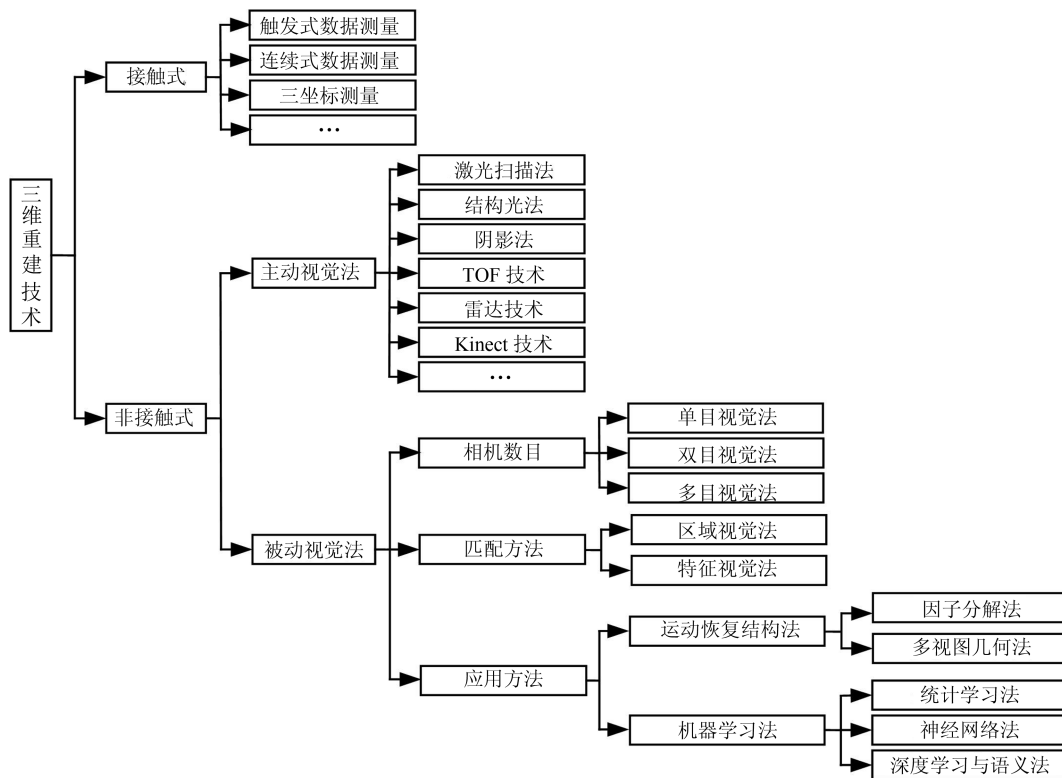 三维重建技术
接触式
触发式数据测量
连续式数据测量
三坐标测量
…
非接触式
主动视觉法
激光扫描法
结构光法
阴影法
TOF 技术
雷达技术
Kinect 技术
…
被动视觉法
相机数目
单目视觉法
双目视觉法
多目视觉法
匹配方法
区域视觉法
特征视觉法
应用方法
运动恢复结构法
因子分解法
多视图几何法
机器学习法
统计学习法
神经网络法
深度学习与语义法